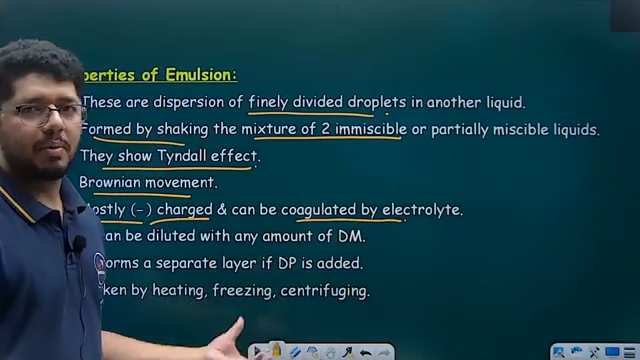 perties of Emulsion:
These are dispersion of finely divided droplets in another liquid.
Formed by shaking the mixture of 2 immiscible or partially miscible liquids.
They show Tyndall effect.
Brownian movement.
Mostly (-) charged & can be coagulated by electrolyte.
can be diluted with any amount of DM.
orms a separate layer if DP is added.
ken by heating, freezing, centrifuging.